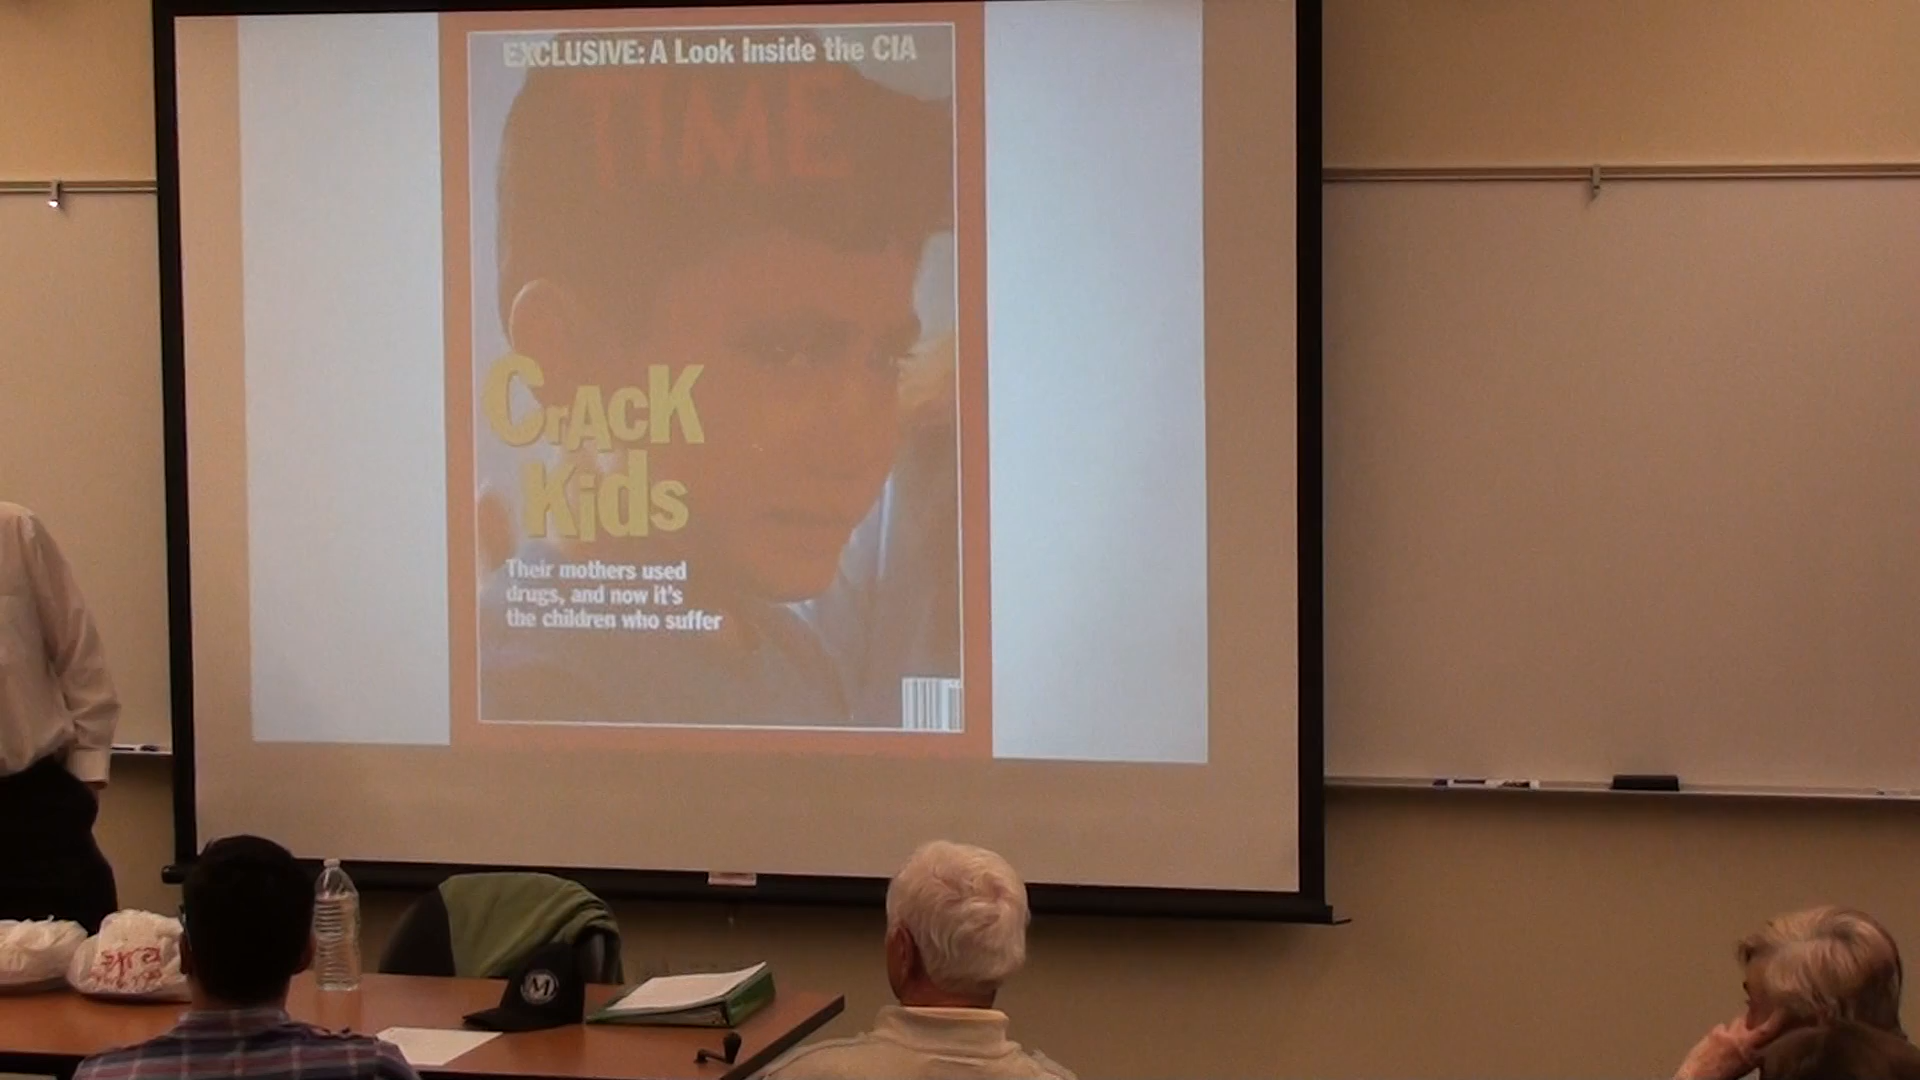 EXCLUSIVE: A Look Inside the CIA
TIME
CrAcK
Kids
Their mothers used
drugs, and now it's
the children who suffer
M